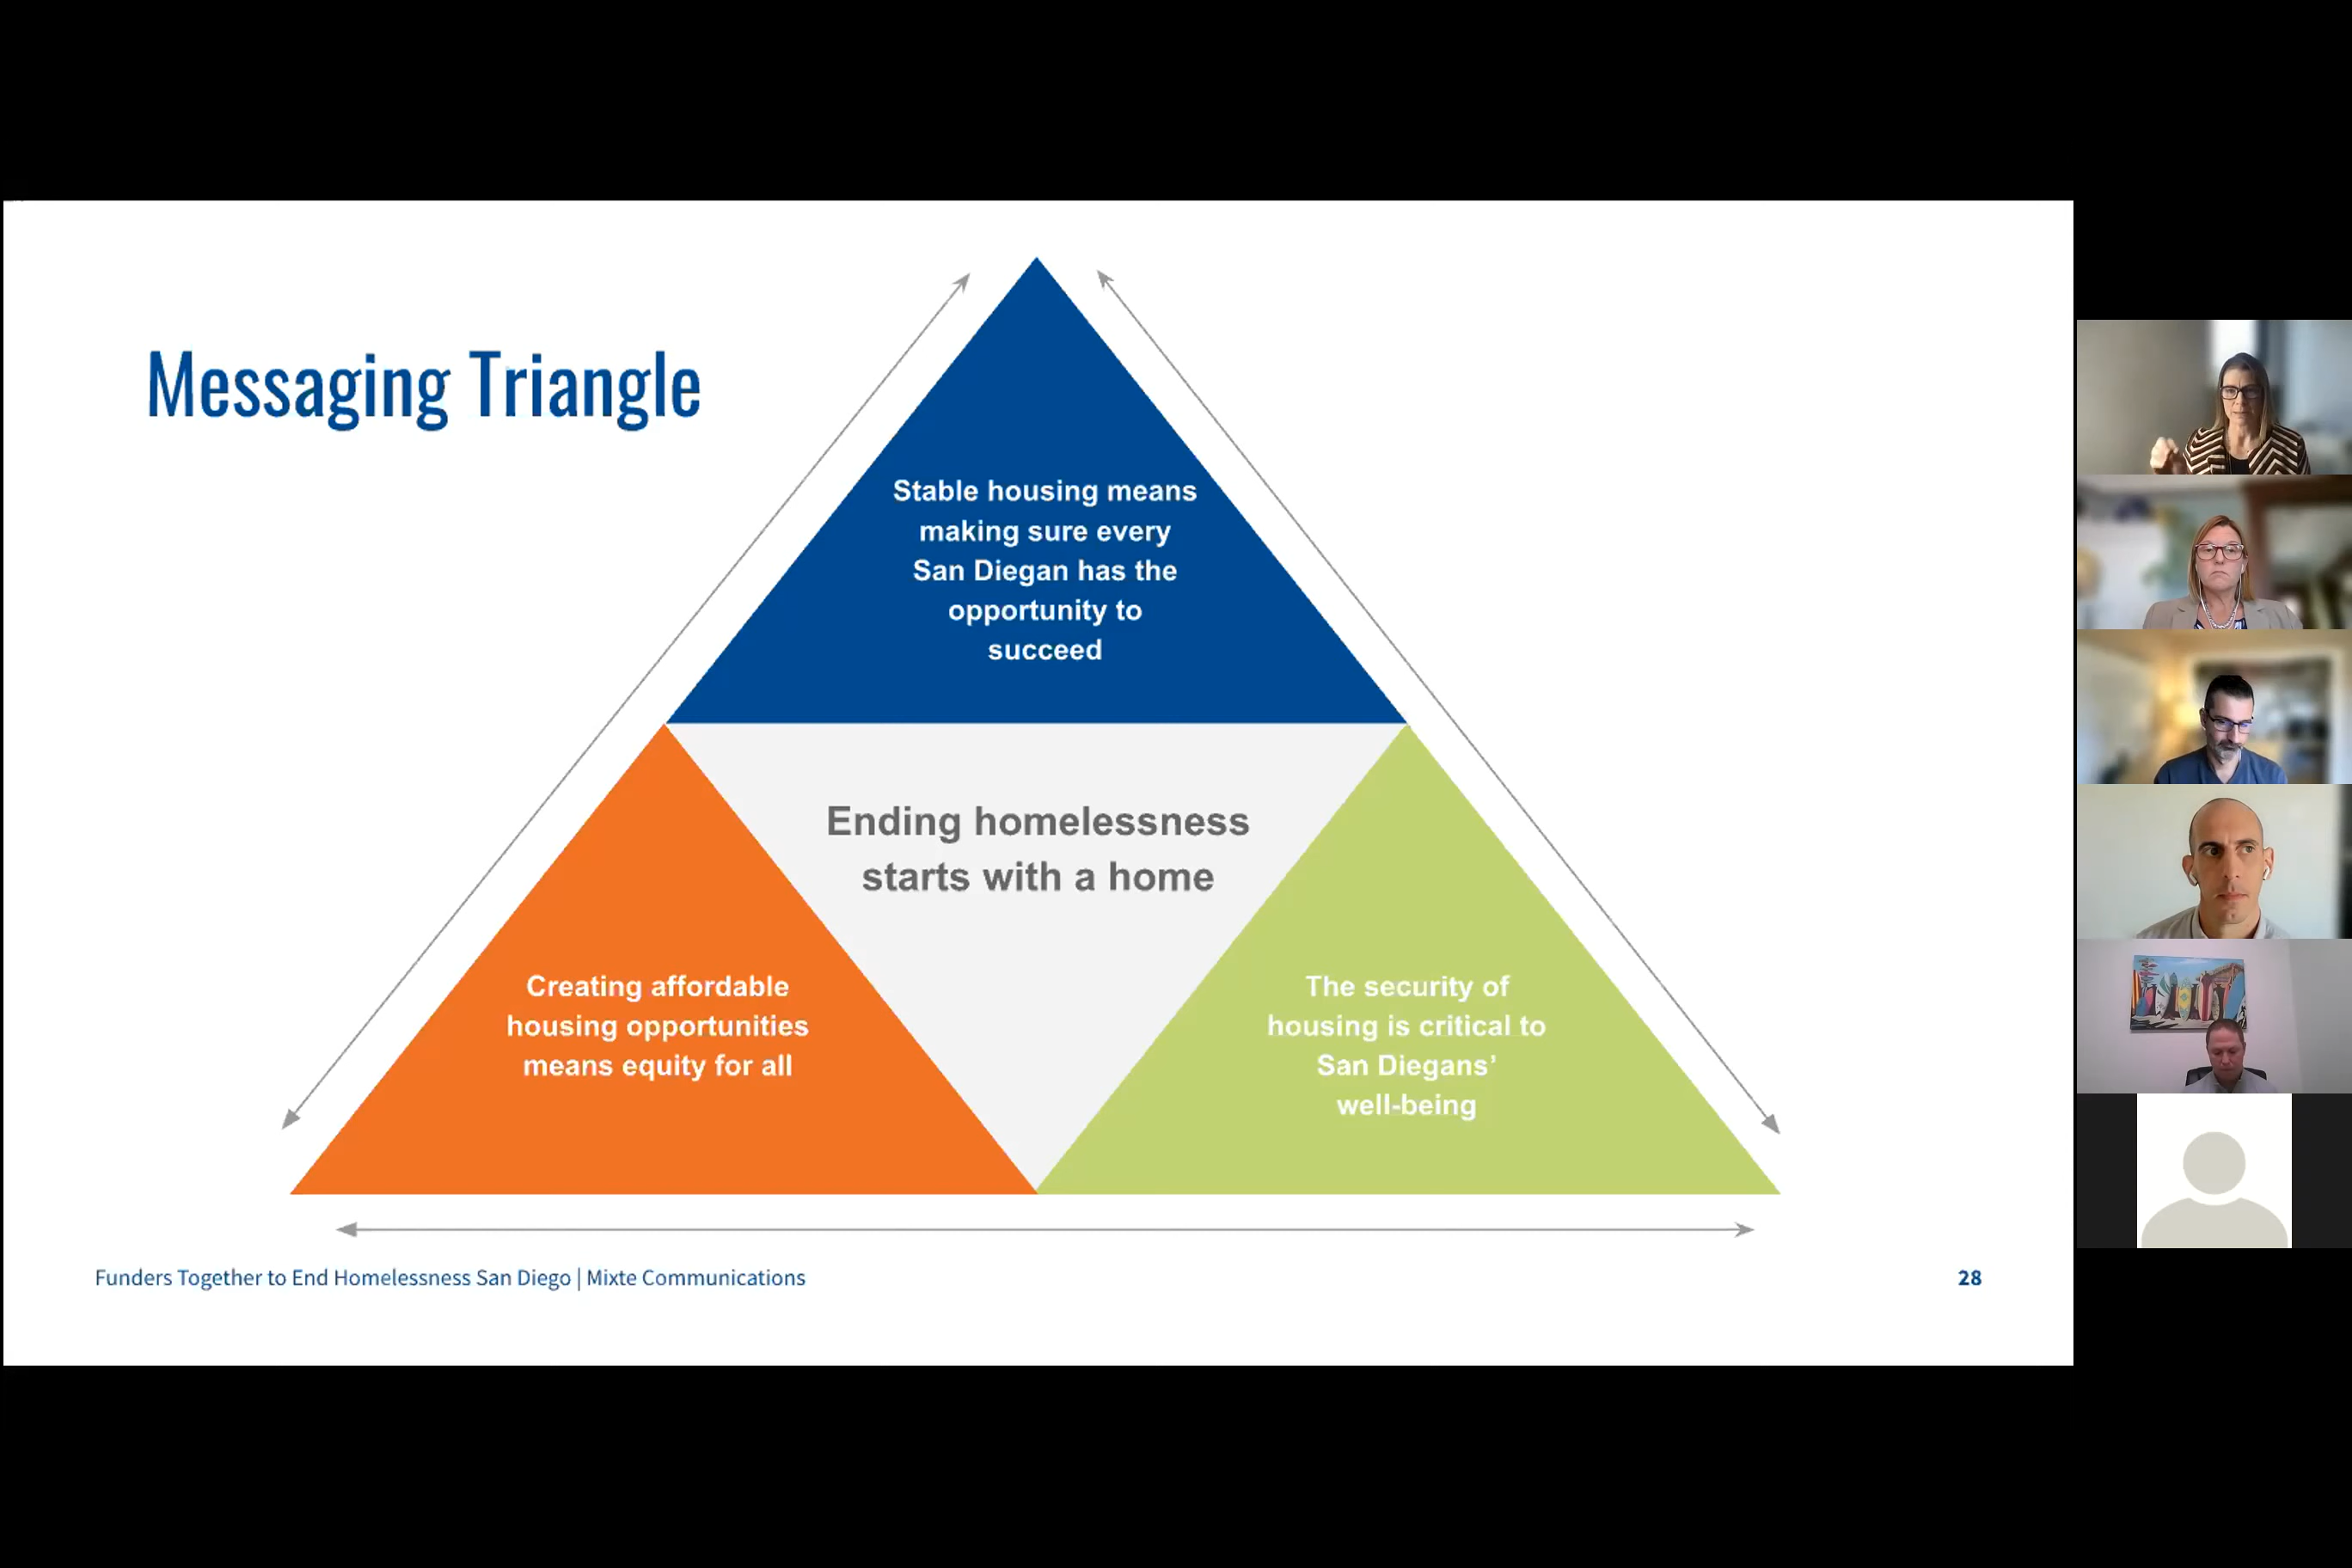 Messaging Triangle
Stable housing means
making sure every
San Diegan has the
opportunity to
succeed
Ending homelessness
starts with a home
Creating affordable
housing opportunities
means equity for all
The security of
housing is critical to
San Diegans’
well-being
Funders Together to End Homelessness San Diego | Mixte Communications
28